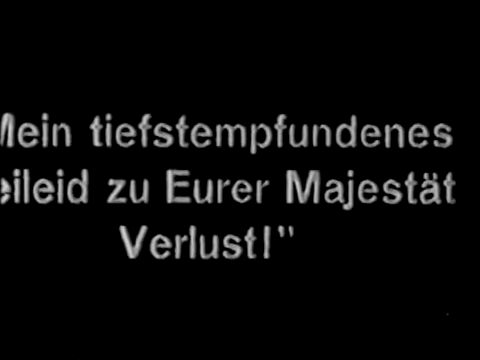 Mein tiefstempfundenes
eileid zu Eurer Majestät
Verlust!"